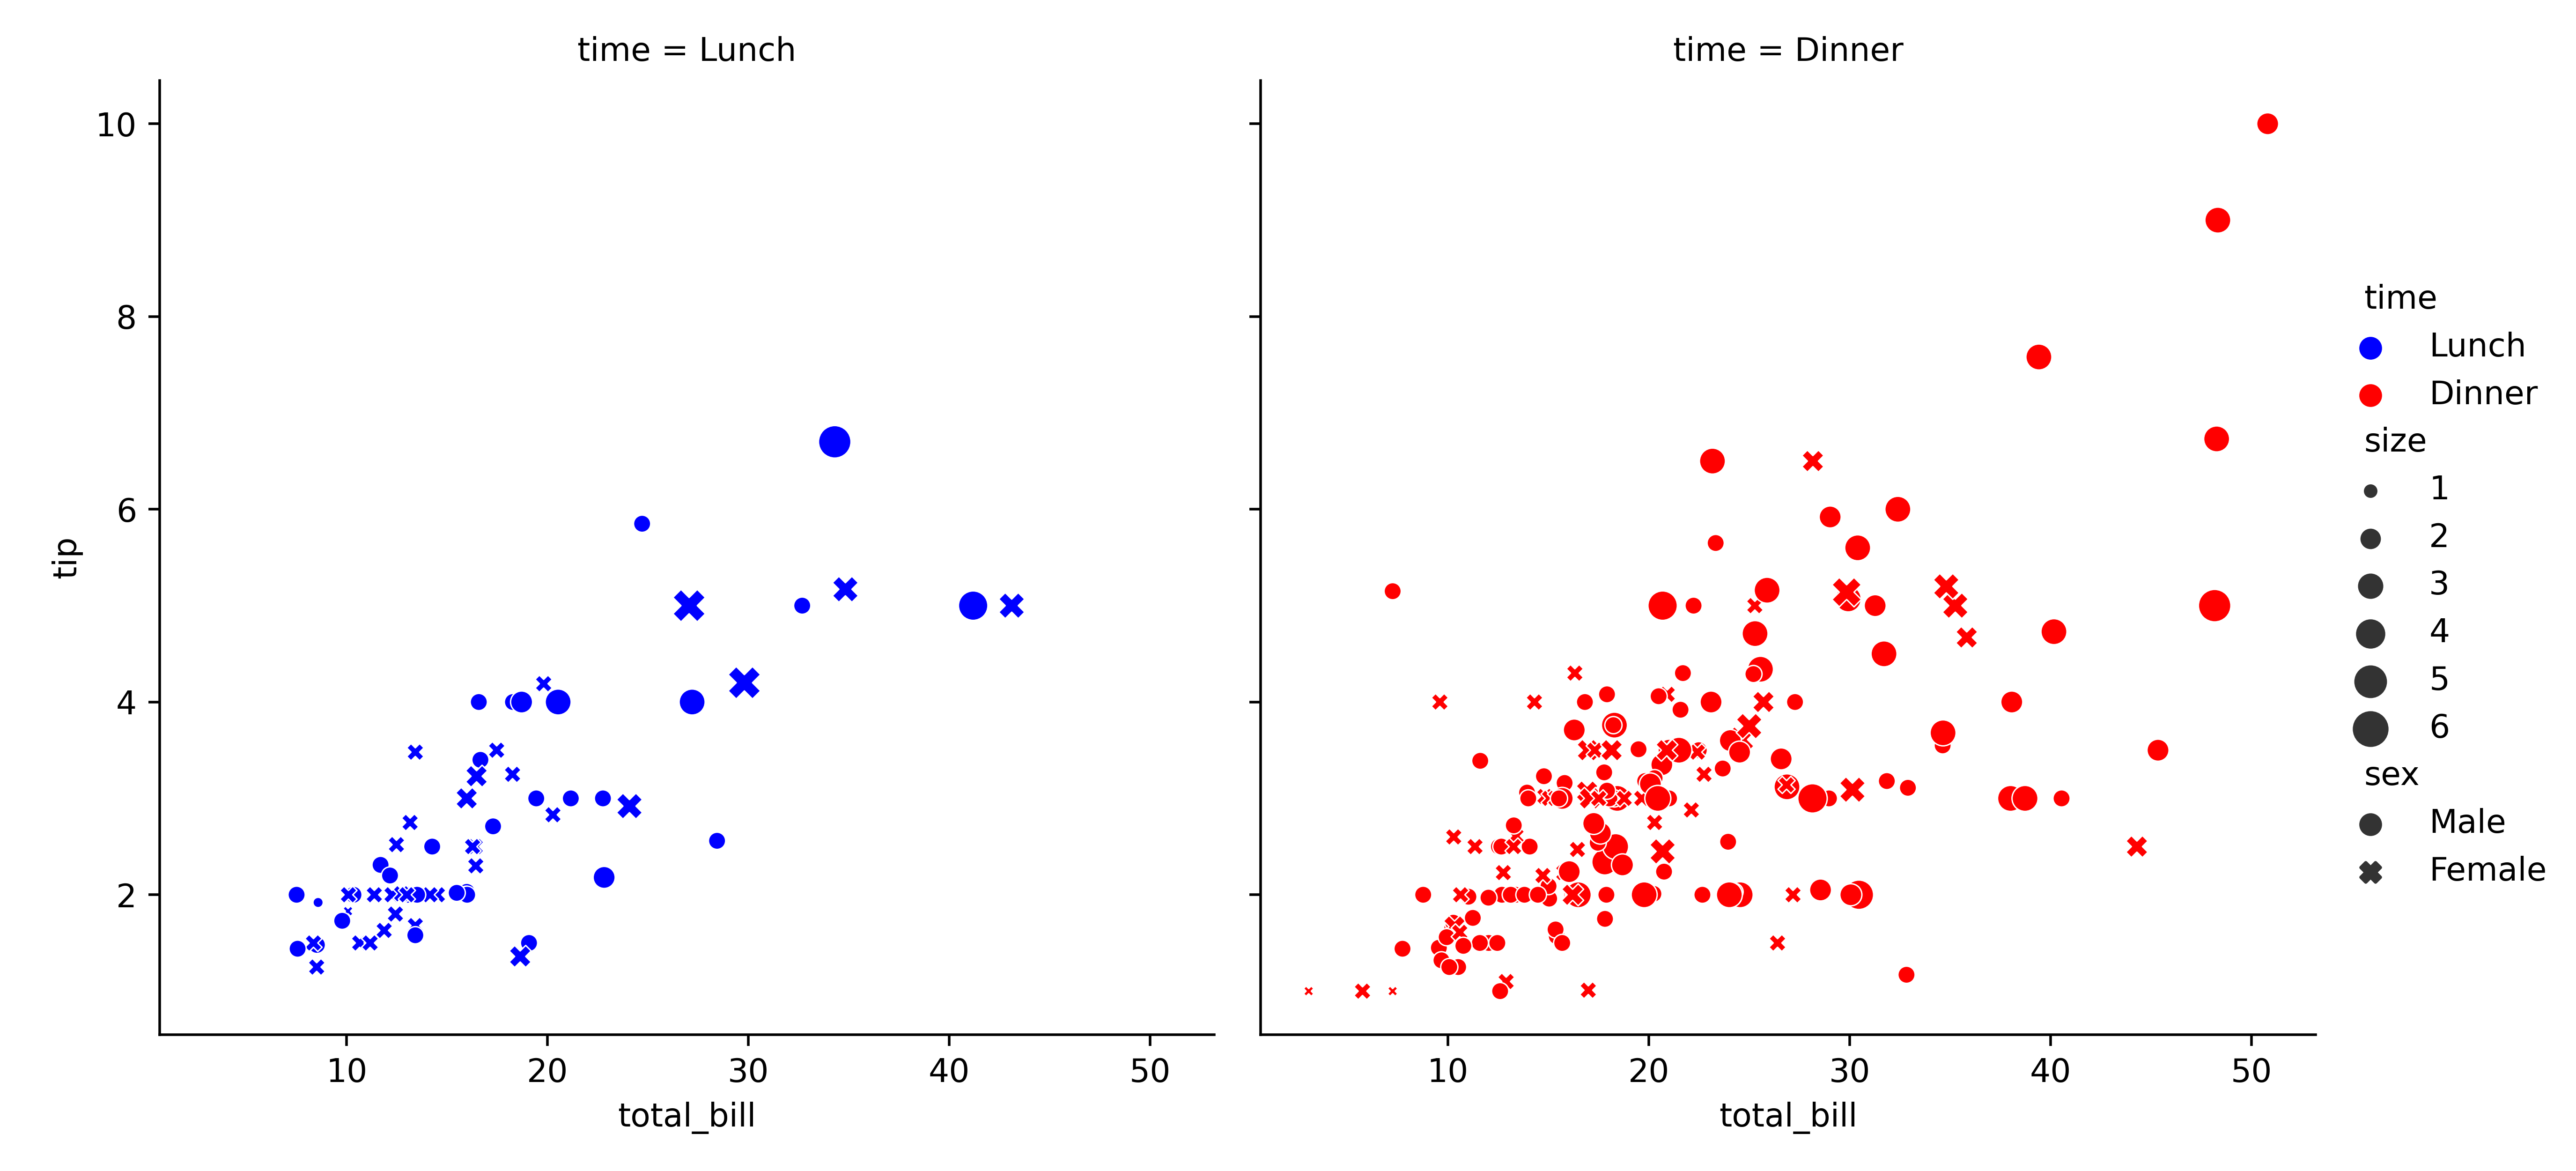 time = Lunch
time = Dinner
10
8
6
4
2
tip
10 20 30 40 50
10 20 30 40 50
total_bill
total_bill
time
Lunch
Dinner
size
1
2
3
4
5
6
sex
Male
Female